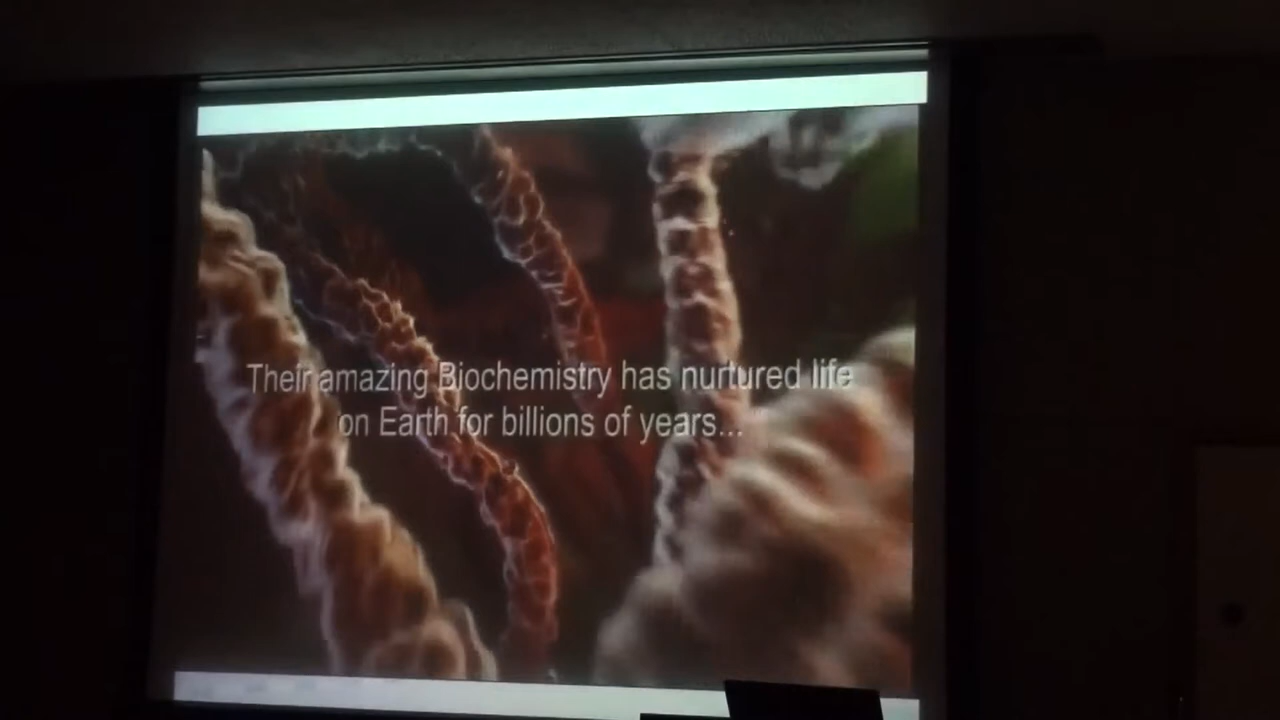 Their amazing Biochemistry has nurtured life
on Earth for billions of years...